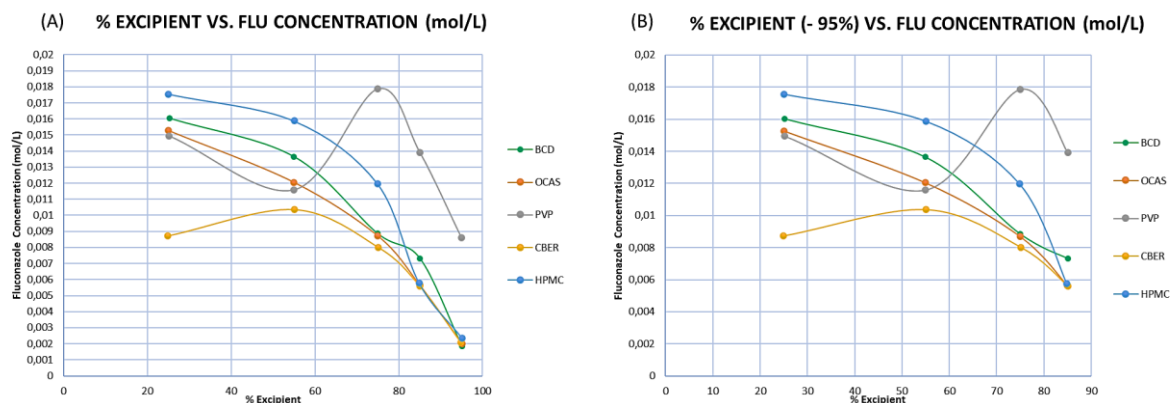 (A) % EXCIPIENT VS. FLU CONCENTRATION (mol/L)
Fluconazole Concentration (mol/L)
0,02
0,019
0,018
0,017
0,016
0,015
0,014
0,013
0,012
0,011
0,01
0,009
0,008
0,007
0,006
0,005
0,004
0,003
0,002
0,001
0
0 20 40 60 80 100
% Excipient
BCD
OCAS
PVP
CBER
HPMC
(B) % EXCIPIENT (- 95%) VS. FLU CONCENTRATION (mol/L)
Fluconazole Concentration (mol/L)
0,02
0,018
0,016
0,014
0,012
0,01
0,008
0,006
0,004
0,002
0
0 10 20 30 40 50 60 70 80 90
% Excipient
BCD
OCAS
PVP
CBER
HPMC